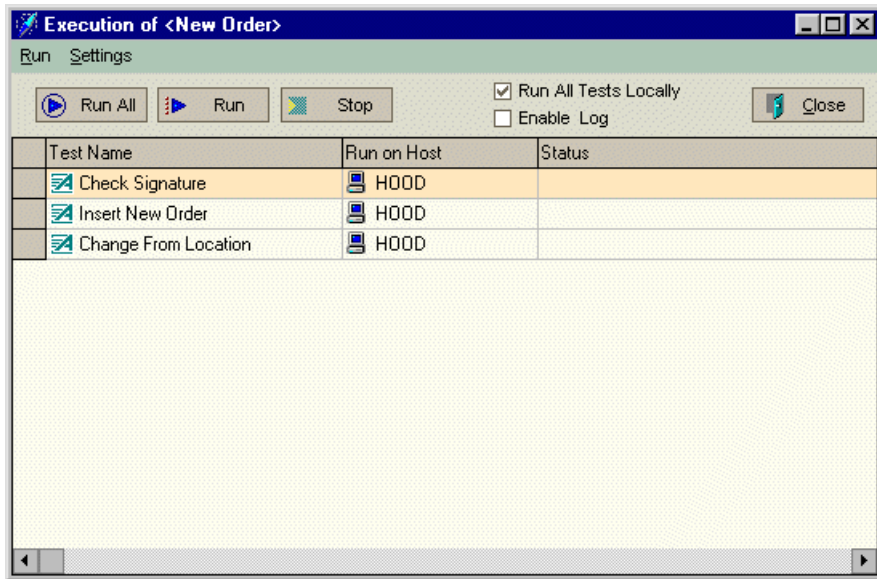 Execution of <New Order>
Run Settings
Run All Run Stop Run All Tests Locally Enable Log Close
Test Name Run on Host Status
Check Signature HOOD
Insert New Order HOOD
Change From Location HOOD